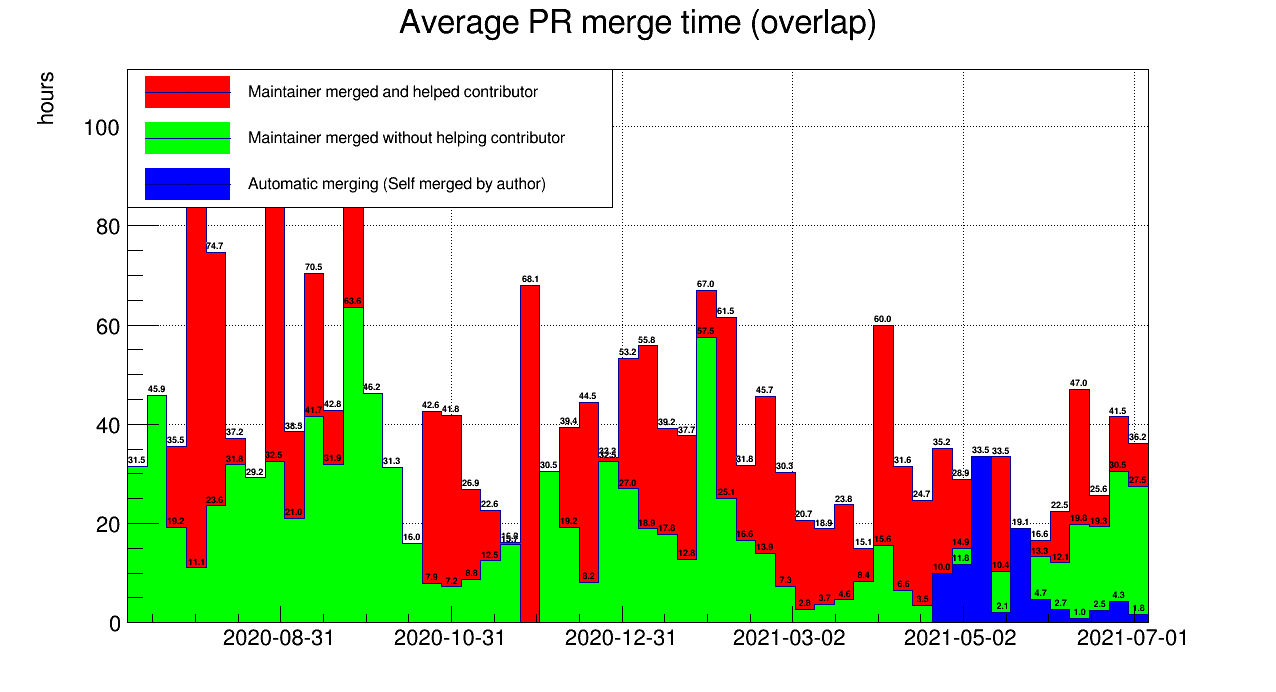 Average PR merge time (overlap)
hours
Maintainer merged and helped contributor
Maintainer merged without helping contributor
Automatic merging (Self merged by author)
100
80
60
40
20
0
31.5 45.9 35.5 74.7 37.2 29.2 38.5 70.5 42.8 46.2 31.3 16.0 42.6 41.8 26.9 22.6 68.1 30.5 39.4 44.5 53.2 55.8 39.2 37.7 67.0 61.5 31.8 45.7 30.3 20.7 18.9 23.8 15.1 60.0 31.6 24.7 35.2 28.9 33.5 33.5 19.1 16.6 22.5 47.0 25.6 41.5 36.2
19.2 11.1 23.6 31.8 32.5 21.0 41.7 31.9 63.6 7.9 7.2 8.8 12.5 19.2 8.2 27.0 18.9 17.8 12.8 57.5 25.1 16.6 13.9 7.3 2.8 3.7 4.6 8.4 15.6 6.6 3.5 14.9 10.4 13.3 12.1 19.8 19.3 30.5 27.5
10.0 11.8 2.1 4.7 2.7 1.0 2.5 4.3 1.8
2020-08-31 2020-10-31 2020-12-31 2021-03-02 2021-05-02 2021-07-01